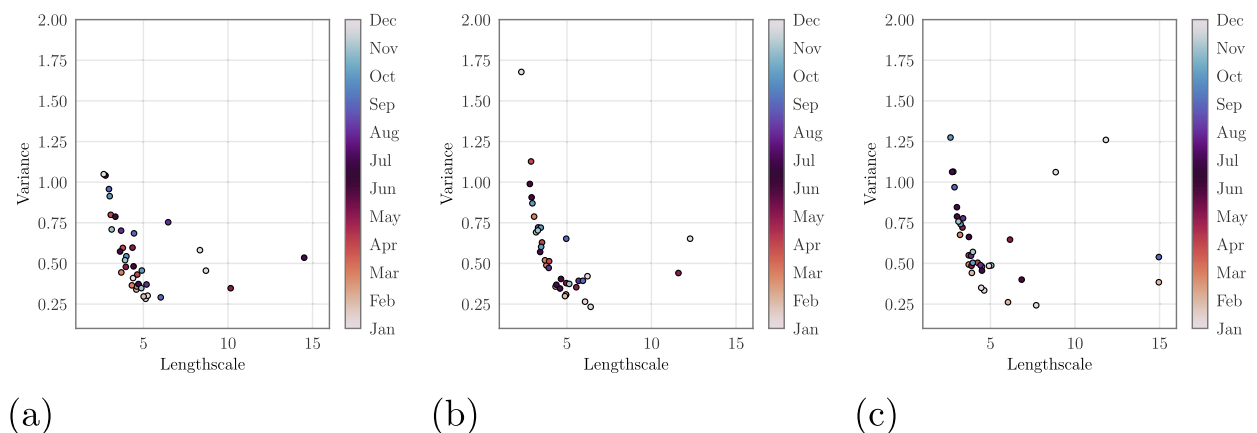 2.00
1.75
1.50
1.25
1.00
0.75
0.50
0.25
Variance
5
10
15
Lengthscale
Dec
Nov
Oct
Sep
Aug
Jul
Jun
May
Apr
Mar
Feb
Jan
(a)
2.00
1.75
1.50
1.25
1.00
0.75
0.50
0.25
Variance
5
10
15
Lengthscale
Dec
Nov
Oct
Sep
Aug
Jul
Jun
May
Apr
Mar
Feb
Jan
(b)
2.00
1.75
1.50
1.25
1.00
0.75
0.50
0.25
Variance
5
10
15
Lengthscale
Dec
Nov
Oct
Sep
Aug
Jul
Jun
May
Apr
Mar
Feb
Jan
(c)